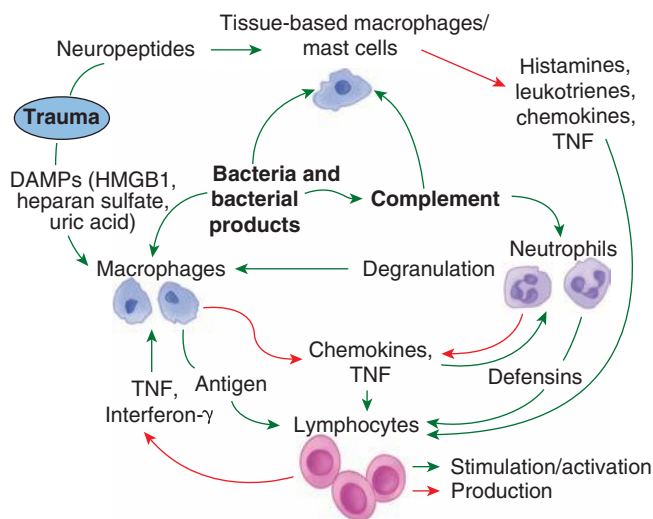 Tissue-based macrophages/
mast cells
Neuropeptides
Histamines,
leukotrienes,
chemokines,
TNF
Trauma
DAMPs (HMGB1,
heparan sulfate,
uric acid)
Bacteria and
bacterial
products
Complement
Neutrophils
Macrophages
Degranulation
Chemokines,
TNF
Defensins
TNF,
Interferon-γ
Antigen
Lymphocytes
Stimulation/activation
Production